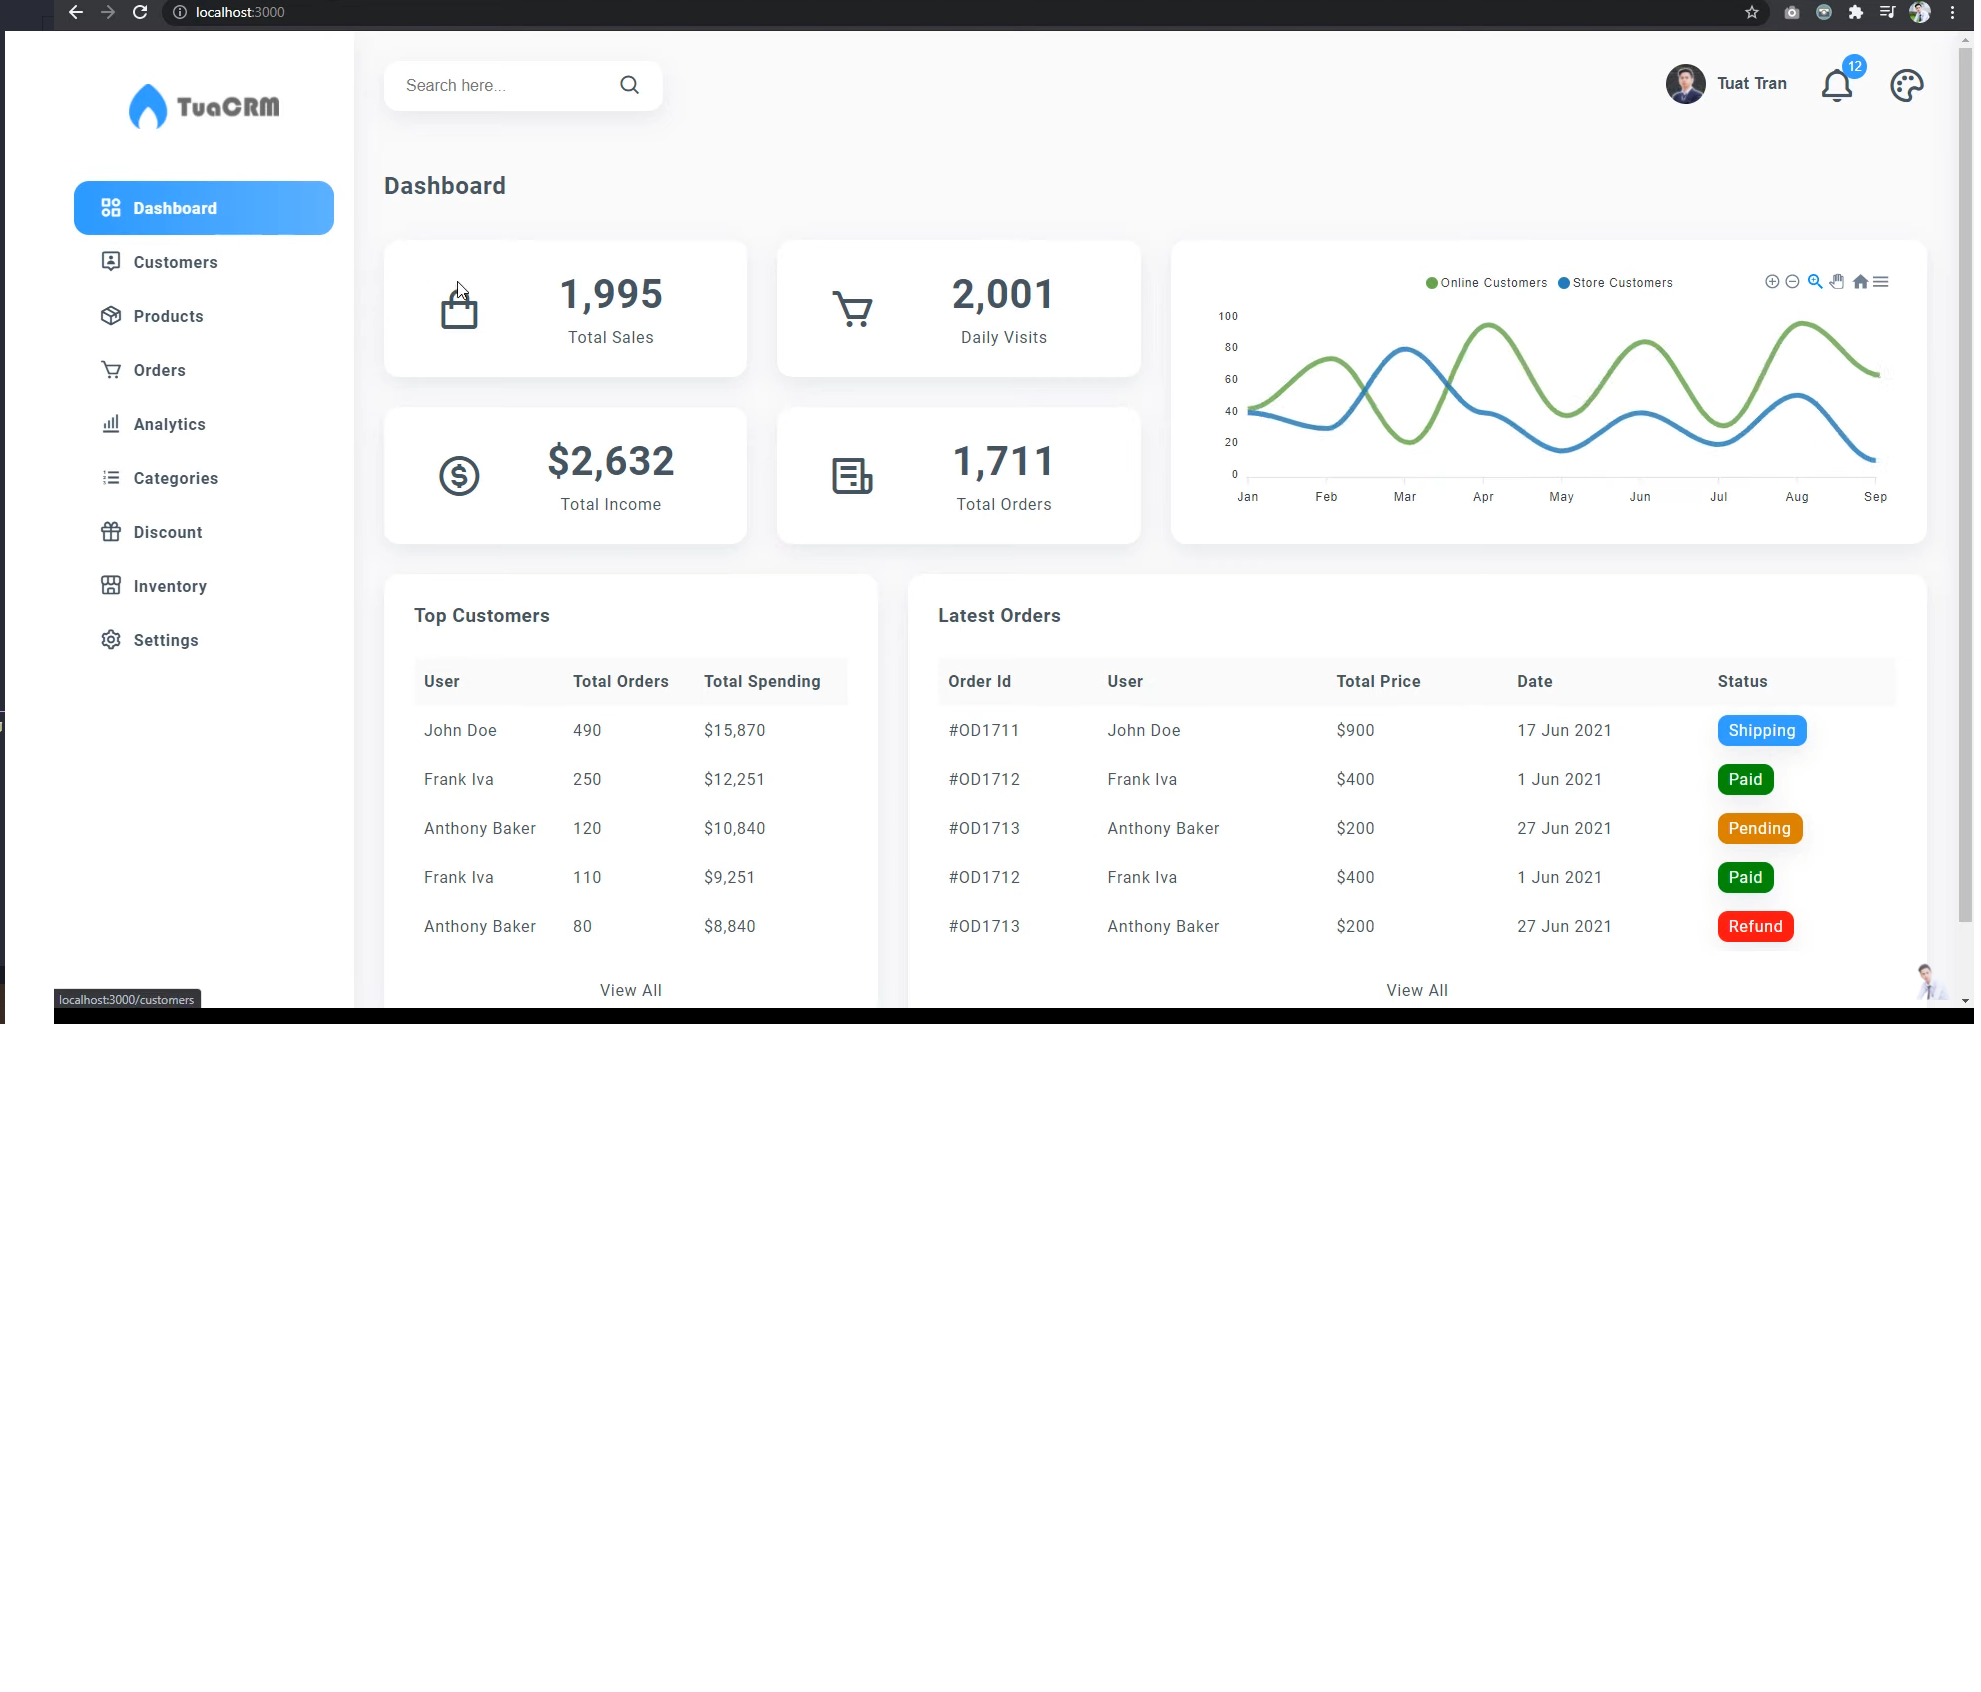 localhost:3000
TuaCRM
Search here...
Tuat Tran
12
Dashboard
Customers
Products
Orders
Analytics
Categories
Discount
Inventory
Settings
Dashboard
1,995
Total Sales
2,001
Daily Visits
$2,632
Total Income
1,711
Total Orders
Online Customers Store Customers
100
80
60
40
20
0
Jan Feb Mar Apr May Jun Jul Aug Sep
Top Customers
User Total Orders Total Spending
John Doe 490 $15,870
Frank Iva 250 $12,251
Anthony Baker 120 $10,840
Frank Iva 110 $9,251
Anthony Baker 80 $8,840
View All
Latest Orders
Order Id User Total Price Date Status
#OD1711 John Doe $900 17 Jun 2021 Shipping
#OD1712 Frank Iva $400 1 Jun 2021 Paid
#OD1713 Anthony Baker $200 27 Jun 2021 Pending
#OD1712 Frank Iva $400 1 Jun 2021 Paid
#OD1713 Anthony Baker $200 27 Jun 2021 Refund
View All
localhost:3000/customers